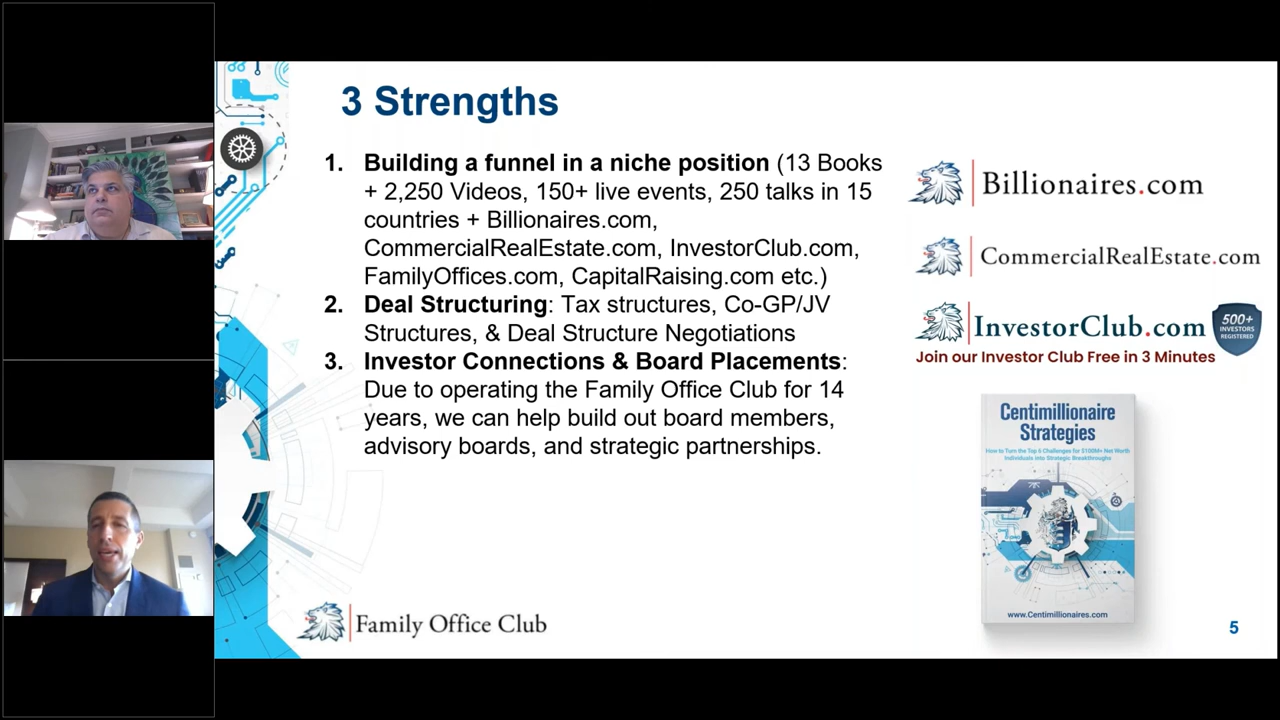 3 Strengths
1. Building a funnel in a niche position (13 Books
+ 2,250 Videos, 150+ live events, 250 talks in 15
countries + Billionaires.com,
CommercialRealEstate.com, InvestorClub.com,
FamilyOffices.com, CapitalRaising.com etc.)
2. Deal Structuring: Tax structures, Co-GP/JV
Structures, & Deal Structure Negotiations
3. Investor Connections & Board Placements:
Due to operating the Family Office Club for 14
years, we can help build out board members,
advisory boards, and strategic partnerships.
Billionaires.com
CommercialRealEstate.com
InvestorClub.com
500+
INVESTORS
REGISTERED
Join our Investor Club Free in 3 Minutes
Centimillionaire
Strategies
How to Turn the Top 6 Challenges for $100M+ Net Worth
Individuals into Strategic Breakthroughs
www.Centimillionaires.com
Family Office Club
5